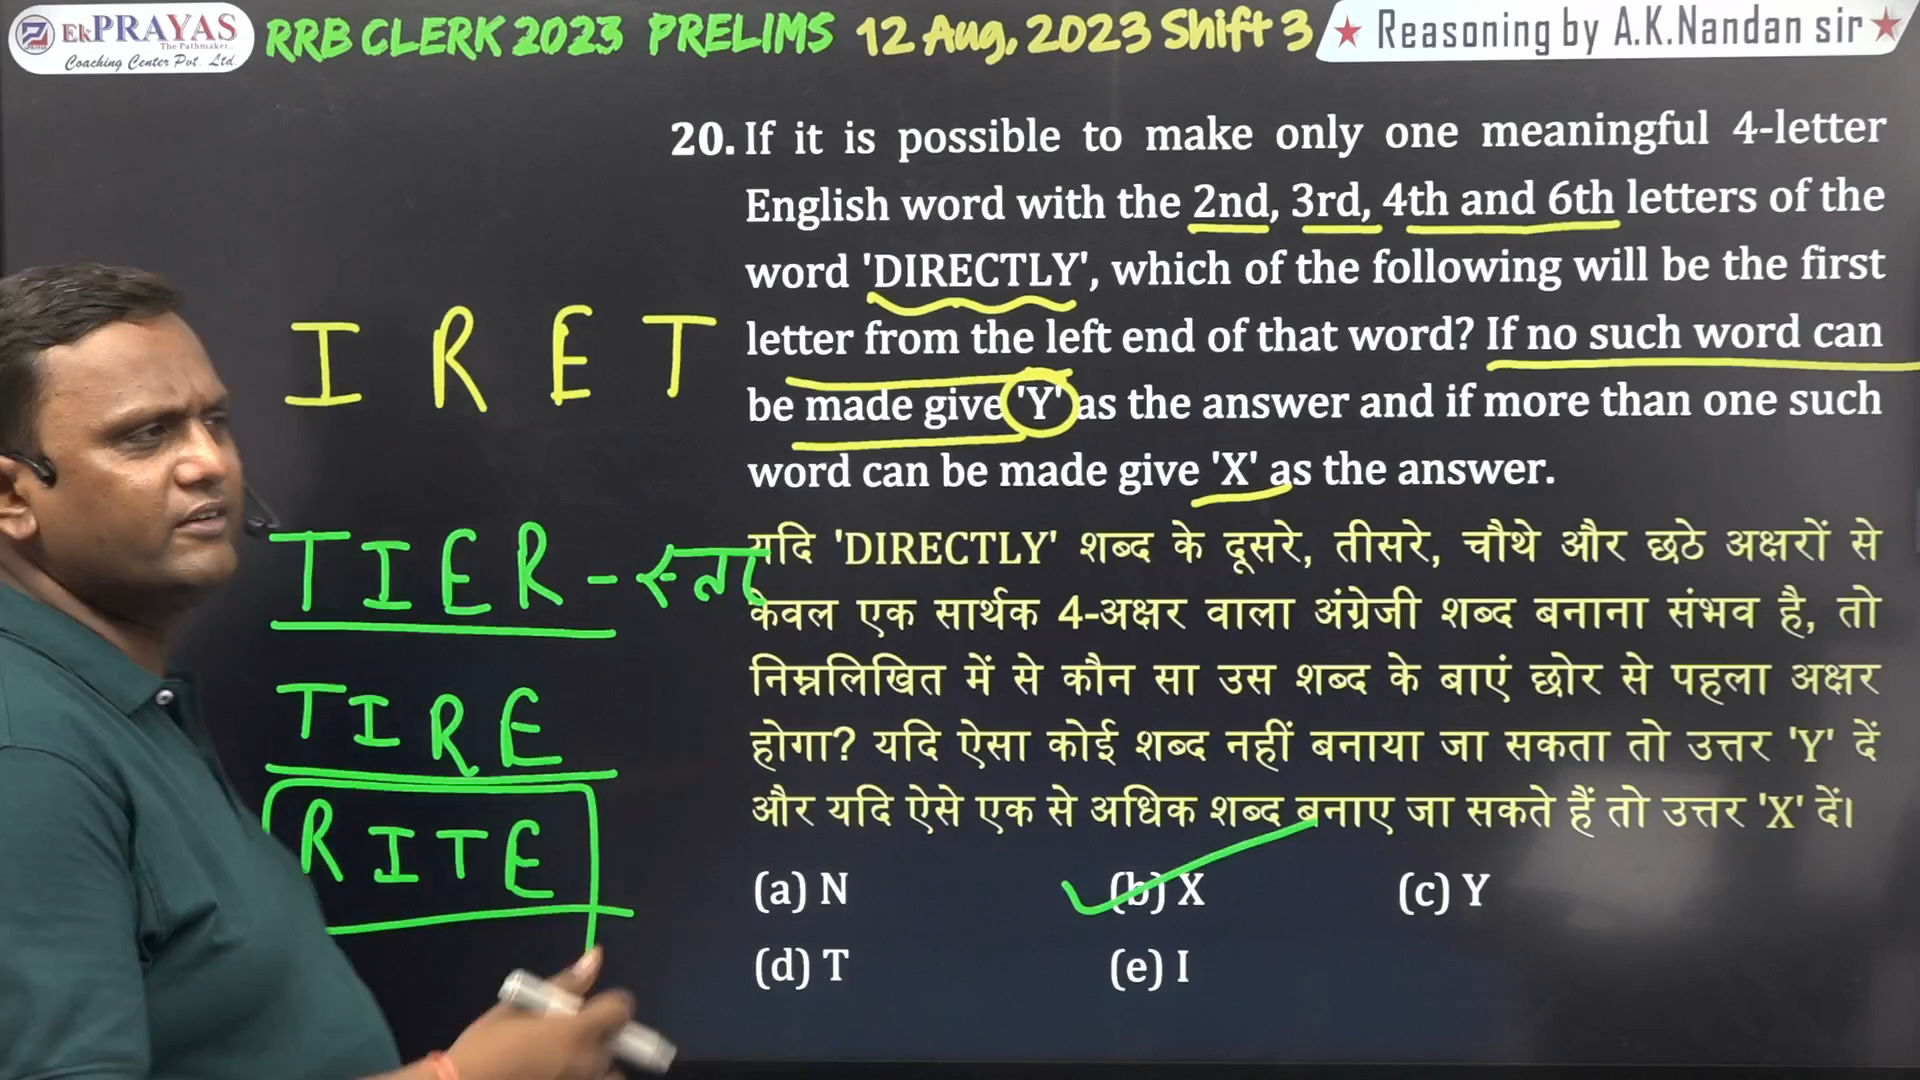 EkPRAYAS
The Pathmaker..
Coaching Center Pvt. Ltd.
RRB CLERK 2023 PRELIMS 12 Aug, 2023 Shift 3
Reasoning by A.K.Nandan sir
20. If it is possible to make only one meaningful 4-letter
English word with the 2nd, 3rd, 4th and 6th letters of the
word 'DIRECTLY', which of the following will be the first
letter from the left end of that word? If no such word can
be made give 'Y' as the answer and if more than one such
word can be made give 'X' as the answer.
यदि 'DIRECTLY' शब्द के दूसरे, तीसरे, चौथे और छठे अक्षरों से
केवल एक सार्थक 4-अक्षर वाला अंग्रेजी शब्द बनाना संभव है, तो
निम्नलिखित में से कौन सा उस शब्द के बाएं छोर से पहला अक्षर
होगा? यदि ऐसा कोई शब्द नहीं बनाया जा सकता तो उत्तर 'Y' दें
और यदि ऐसे एक से अधिक शब्द बनाए जा सकते हैं तो उत्तर 'X' दें।
(a) N (b) X (c) Y
(d) T (e) I
I R E T
TIER -
TIRE
RITE